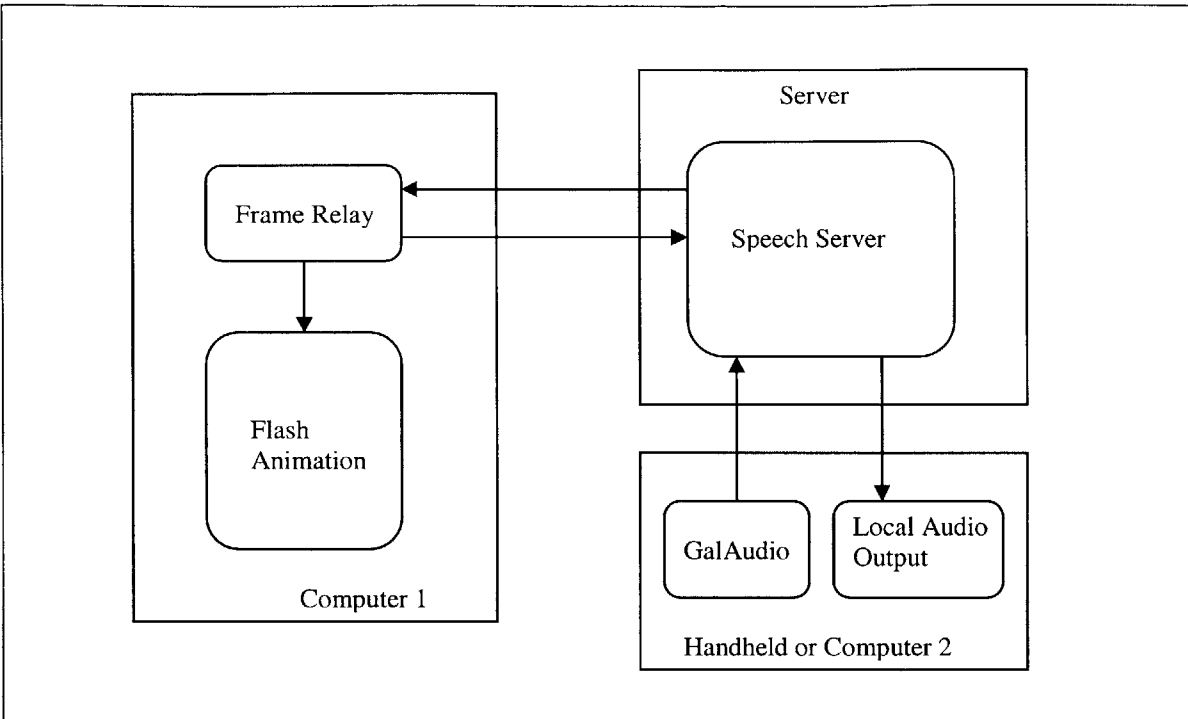 Server
Frame Relay
Speech Server
Flash
Animation
GalAudio
Local Audio
Output
Computer 1
Handheld or Computer 2